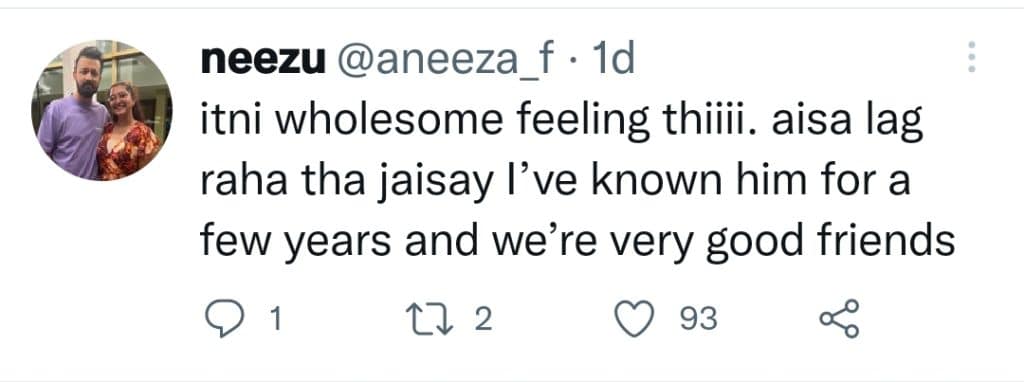 neezu @aneeza_f · 1d
itni wholesome feeling thiiii. aisa lag
raha tha jaisay I’ve known him for a
few years and we’re very good friends
1 2 93